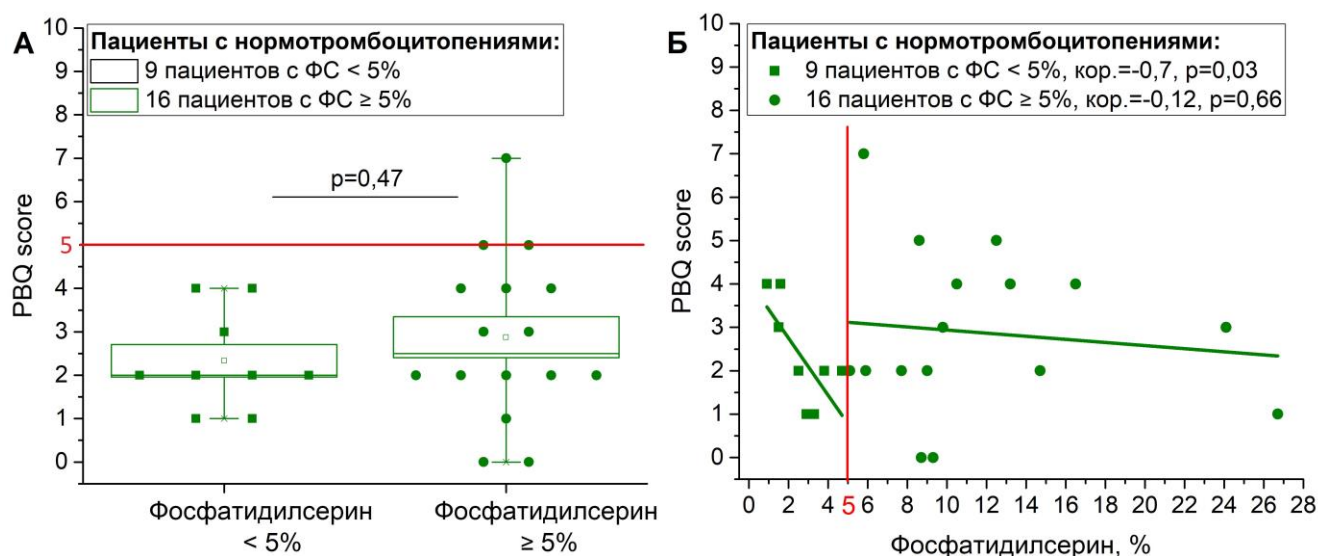 А
Пациенты с нормотромбоцитопениями:
9 пациентов с ФС < 5%
16 пациентов с ФС ≥ 5%
PBQ score
10
9
8
7
6
5
4
3
2
1
0
p=0,47
Фосфатидилсерин
< 5%
Фосфатидилсерин
≥ 5%
Б
Пациенты с нормотромбоцитопениями:
9 пациентов с ФС < 5%, кор.=-0,7, p=0,03
16 пациентов с ФС ≥ 5%, кор.=-0,12, p=0,66
PBQ score
10
9
8
7
6
5
4
3
2
1
0
0 2 4 5 6 8 10 12 14 16 18 20 22 24 26 28
Фосфатидилсерин, %